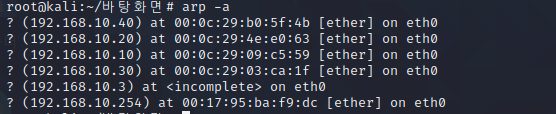 root@kali:~/바탕화면# arp -a
? (192.168.10.40) at 00:0c:29:b0:5f:4b [ether] on eth0
? (192.168.10.20) at 00:0c:29:4e:e0:63 [ether] on eth0
? (192.168.10.10) at 00:0c:29:09:c5:59 [ether] on eth0
? (192.168.10.30) at 00:0c:29:03:ca:1f [ether] on eth0
? (192.168.10.3) at <incomplete> on eth0
? (192.168.10.254) at 00:17:95:ba:f9:dc [ether] on eth0